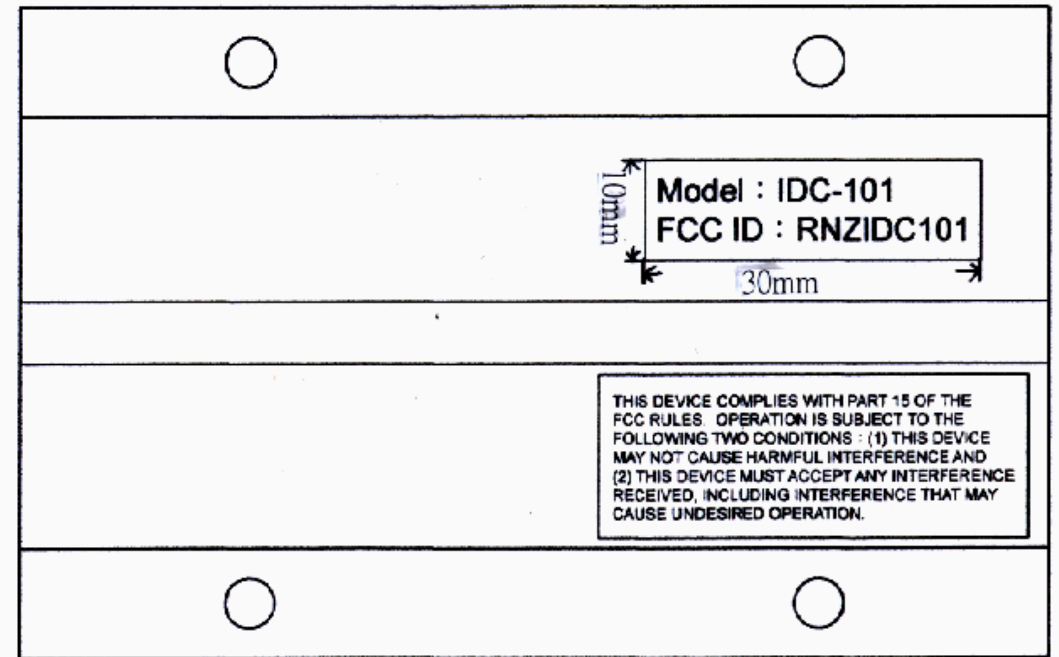 10mm
Model : IDC-101
FCC ID : RNZIDC101
30mm
THIS DEVICE COMPLIES WITH PART 15 OF THE
FCC RULES. OPERATION IS SUBJECT TO THE
FOLLOWING TWO CONDITIONS : (1) THIS DEVICE
MAY NOT CAUSE HARMFUL INTERFERENCE AND
(2) THIS DEVICE MUST ACCEPT ANY INTERFERENCE
RECEIVED, INCLUDING INTERFERENCE THAT MAY
CAUSE UNDESIRED OPERATION.